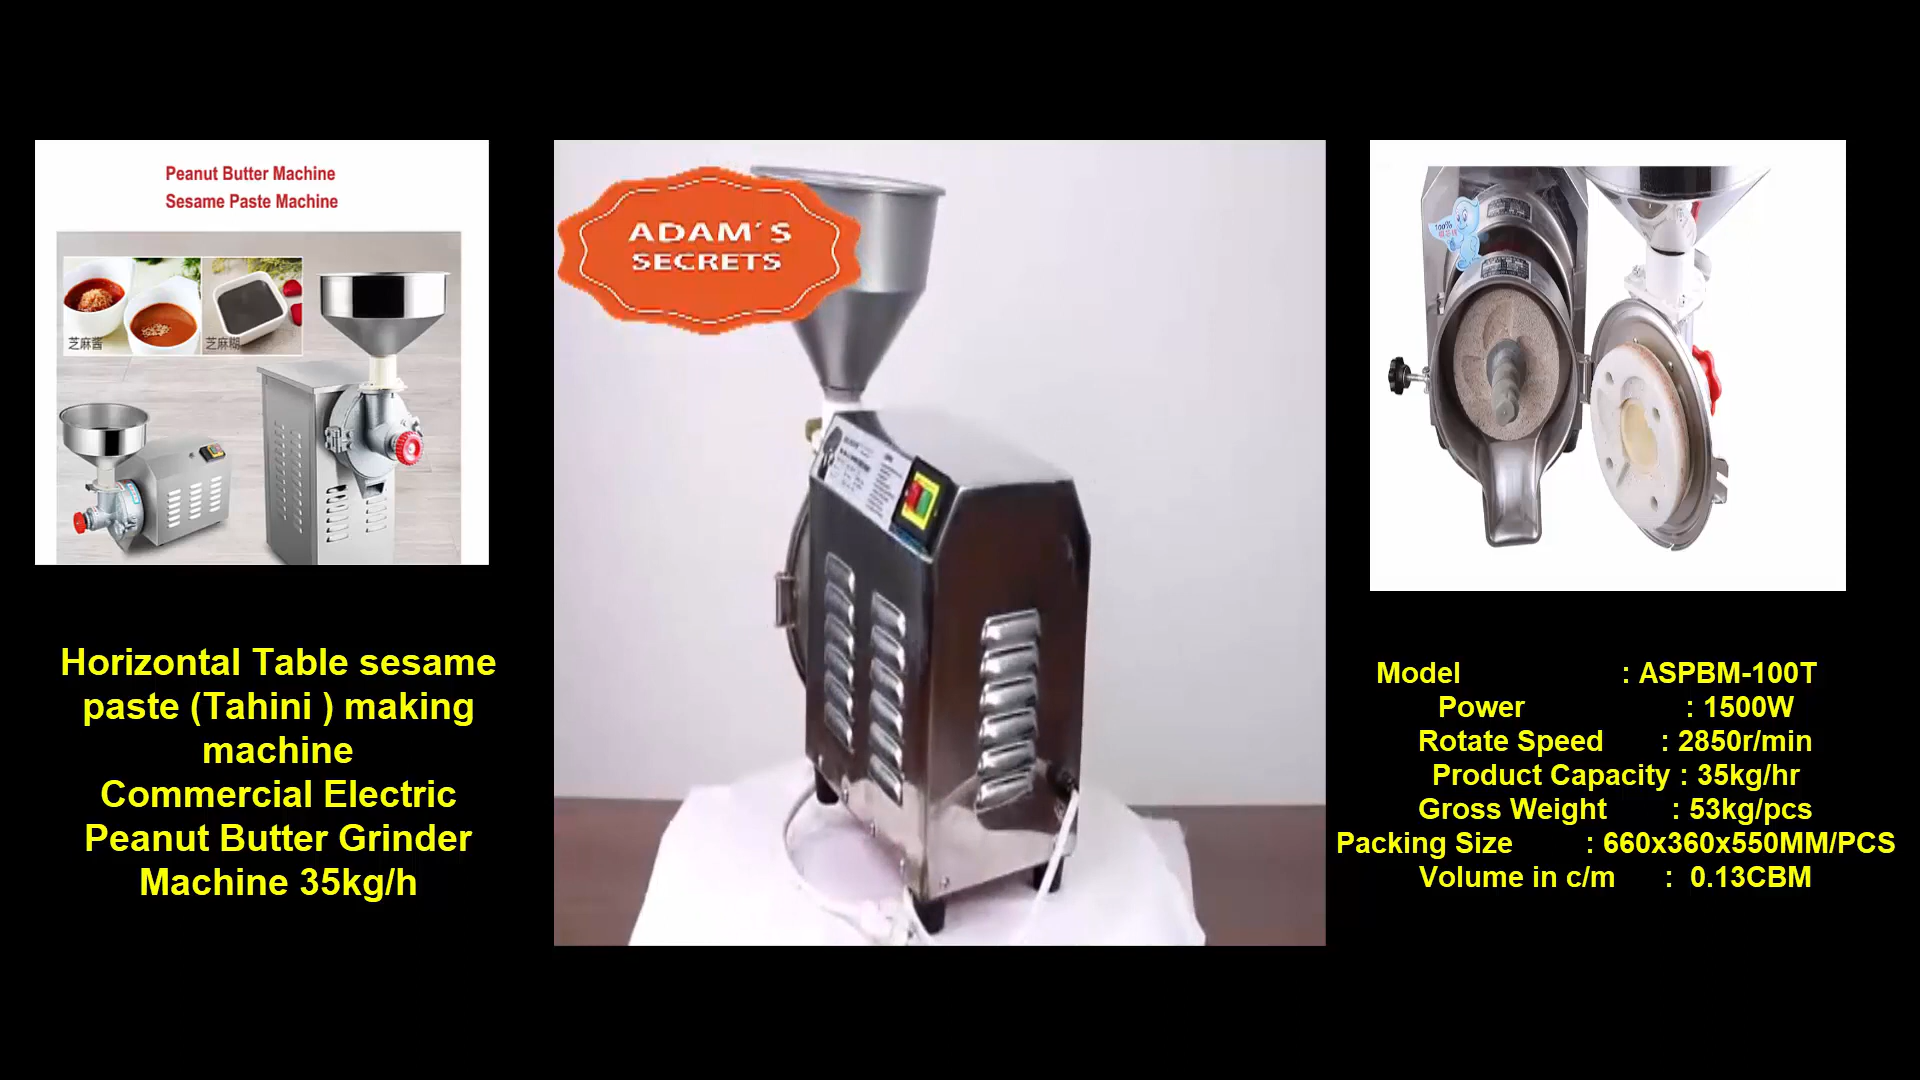 Peanut Butter Machine
Sesame Paste Machine
芝麻酱
芝麻糊
Horizontal Table sesame
paste (Tahini ) making
machine
Commercial Electric
Peanut Butter Grinder
Machine 35kg/h
ADAM´S
SECRETS
100%
Model : ASPBM-100T
Power : 1500W
Rotate Speed : 2850r/min
Product Capacity : 35kg/hr
Gross Weight : 53kg/pcs
Packing Size : 660x360x550MM/PCS
Volume in c/m : 0.13CBM